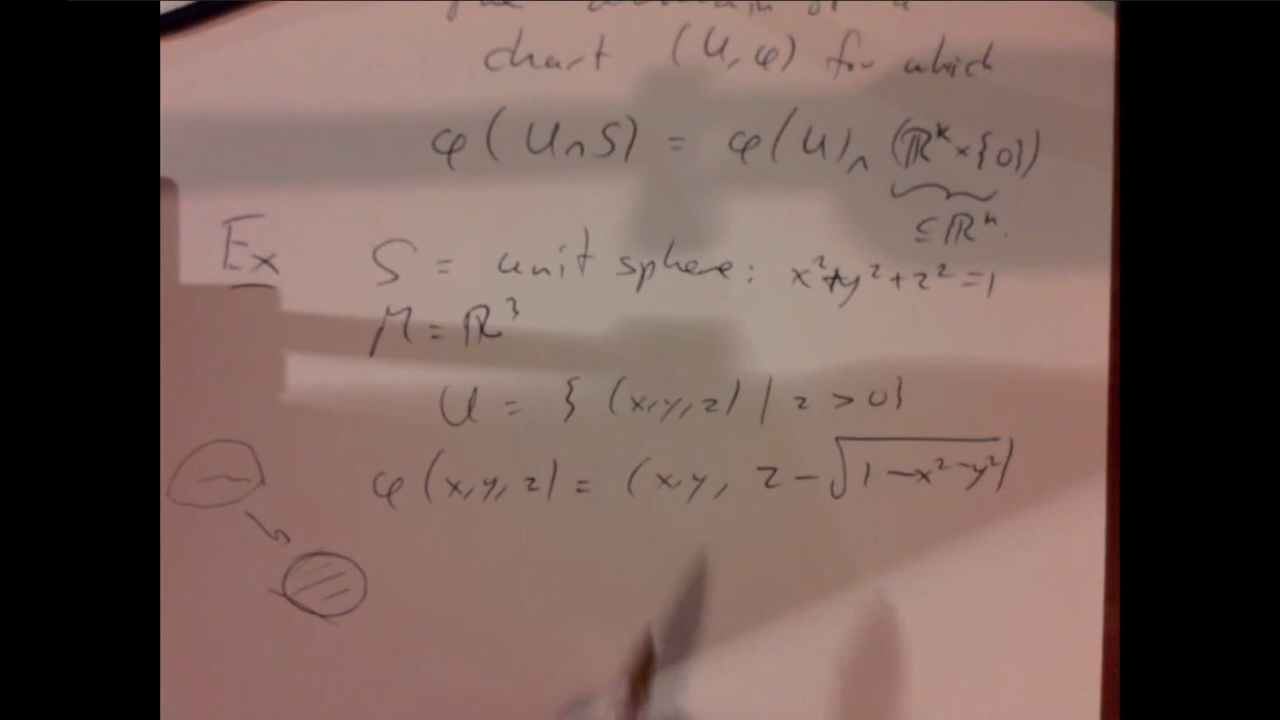 chart (U, φ) for which
φ(U∩S) = φ(U)∩(ℝᵏ×{0})
⊆ℝⁿ.
Ex S = unit sphere: x²+y²+z²=1
M = ℝ³
U = { (x,y,z) | z > 0}
φ(x,y,z) = (x,y, z-√(1-x²-y²))